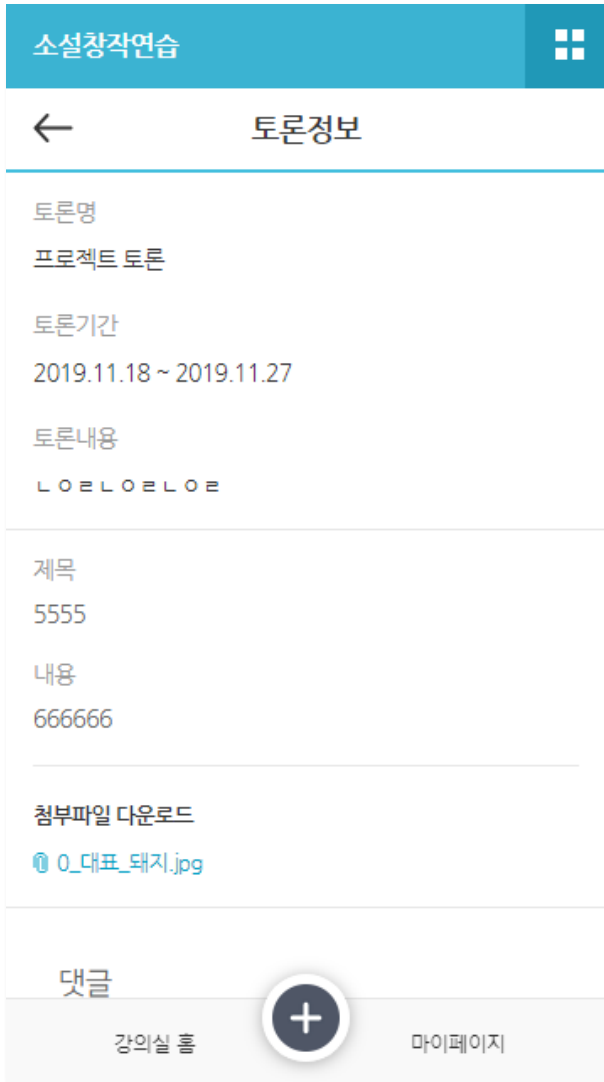 소설창작연습
토론정보
토론명
프로젝트 토론
토론기간
2019.11.18 ~ 2019.11.27
토론내용
ㄴㅇㄹㄴㅇㄹㄴㅇㄹ
제목
5555
내용
666666
첨부파일 다운로드
0_대표_돼지.jpg
댓글
강의실 홈
마이페이지